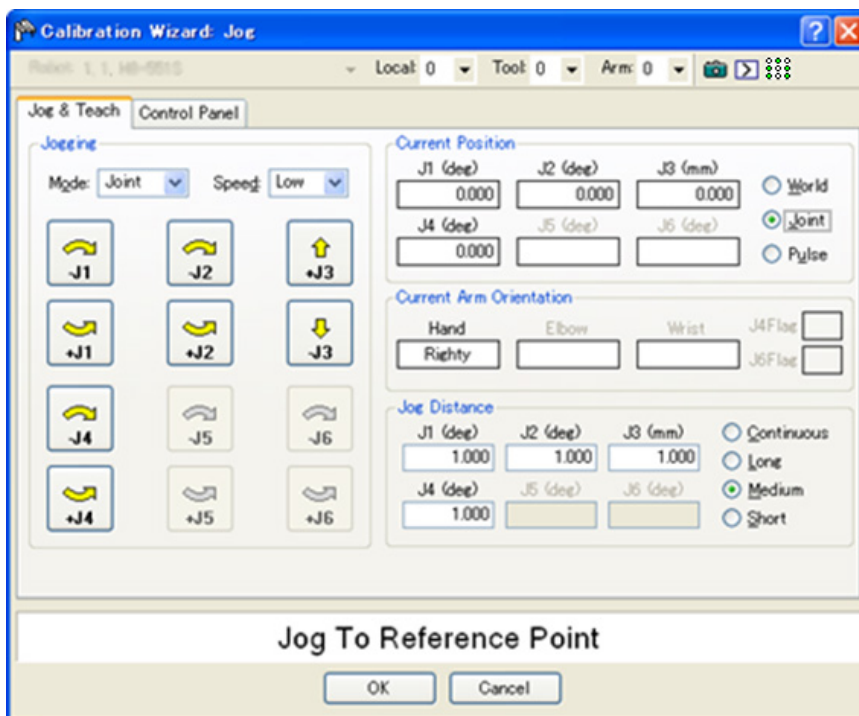 Calibration Wizard: Jog
Robot: 1, 1, H8-551S Local: 0 Tool: 0 Arm: 0
Jog & Teach Control Panel
Jogging
Mode: Joint Speed: Low
-J1 -J2 +J3
+J1 +J2 -J3
-J4 -J5 -J6
+J4 +J5 +J6
Current Position
J1 (deg) J2 (deg) J3 (mm)
0.000 0.000 0.000
World
J4 (deg) J5 (deg) J6 (deg)
Joint
0.000
Pulse
Current Arm Orientation
Hand Elbow Wrist J4Flag
Righty
J6Flag
Jog Distance
J1 (deg) J2 (deg) J3 (mm) Continuous
1.000 1.000 1.000 Long
J4 (deg) J5 (deg) J6 (deg) Medium
1.000 Short
Jog To Reference Point
OK Cancel